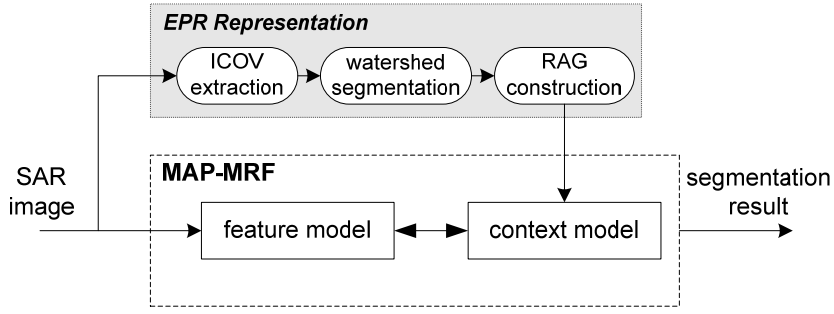 EPR Representation
ICOV
extraction
watershed
segmentation
RAG
construction
SAR
image
MAP-MRF
feature model
context model
segmentation
result